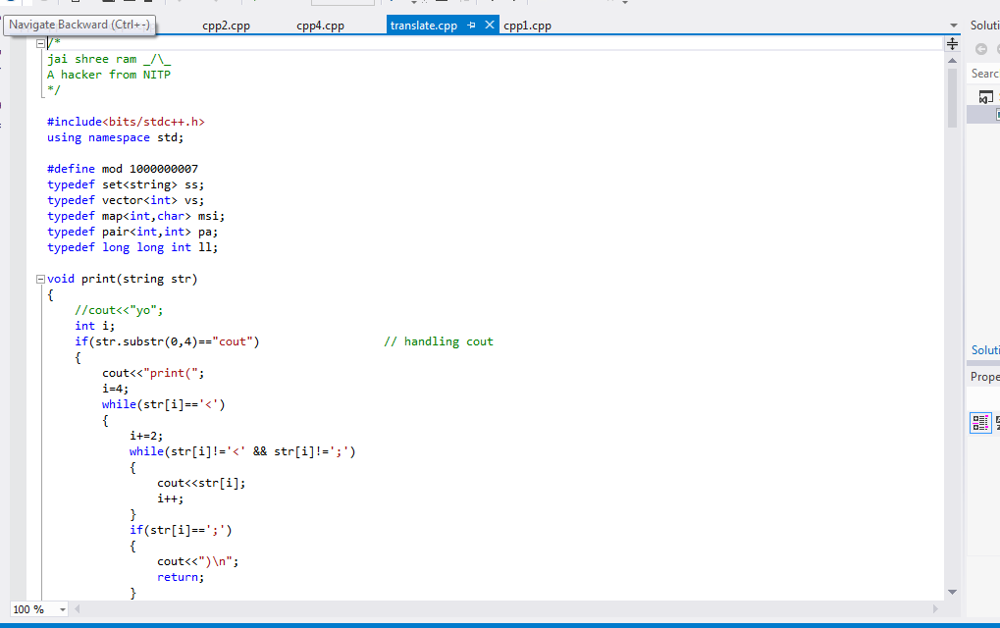 Navigate Backward (Ctrl+-)
cpp2.cpp cpp4.cpp translate.cpp cpp1.cpp
Soluti
/*
Searc
jai shree ram _/\_
A hacker from NITP
*/
#include<bits/stdc++.h>
using namespace std;
#define mod 1000000007
typedef set<string> ss;
typedef vector<int> vs;
typedef map<int,char> msi;
typedef pair<int,int> pa;
typedef long long int ll;
void print(string str)
{
//cout<<"yo";
int i;
if(str.substr(0,4)=="cout") // handling cout
Soluti
{
cout<<"print("; 
Prope
i=4;
while(str[i]=='<')
{
i+=2;
while(str[i]!='<' && str[i]!=';')
{
cout<<str[i];
i++;
}
if(str[i]==';')
{
cout<<")\n";
return;
}
100 %